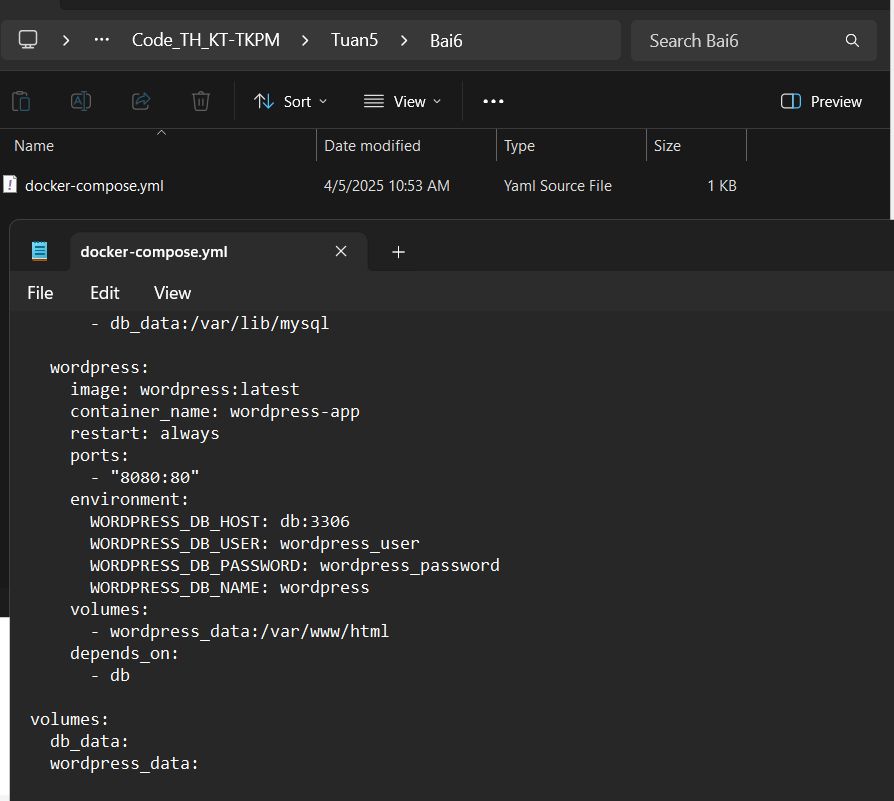 Code_TH_KT-TKPM > Tuan5 > Bai6
Search Bai6
Sort
View
Preview
Name Date modified Type Size
docker-compose.yml 4/5/2025 10:53 AM Yaml Source File 1 KB
docker-compose.yml
File Edit View
      - db_data:/var/lib/mysql
  wordpress:
    image: wordpress:latest
    container_name: wordpress-app
    restart: always
    ports:
      - "8080:80"
    environment:
      WORDPRESS_DB_HOST: db:3306
      WORDPRESS_DB_USER: wordpress_user
      WORDPRESS_DB_PASSWORD: wordpress_password
      WORDPRESS_DB_NAME: wordpress
    volumes:
      - wordpress_data:/var/www/html
    depends_on:
      - db
volumes:
  db_data:
  wordpress_data: